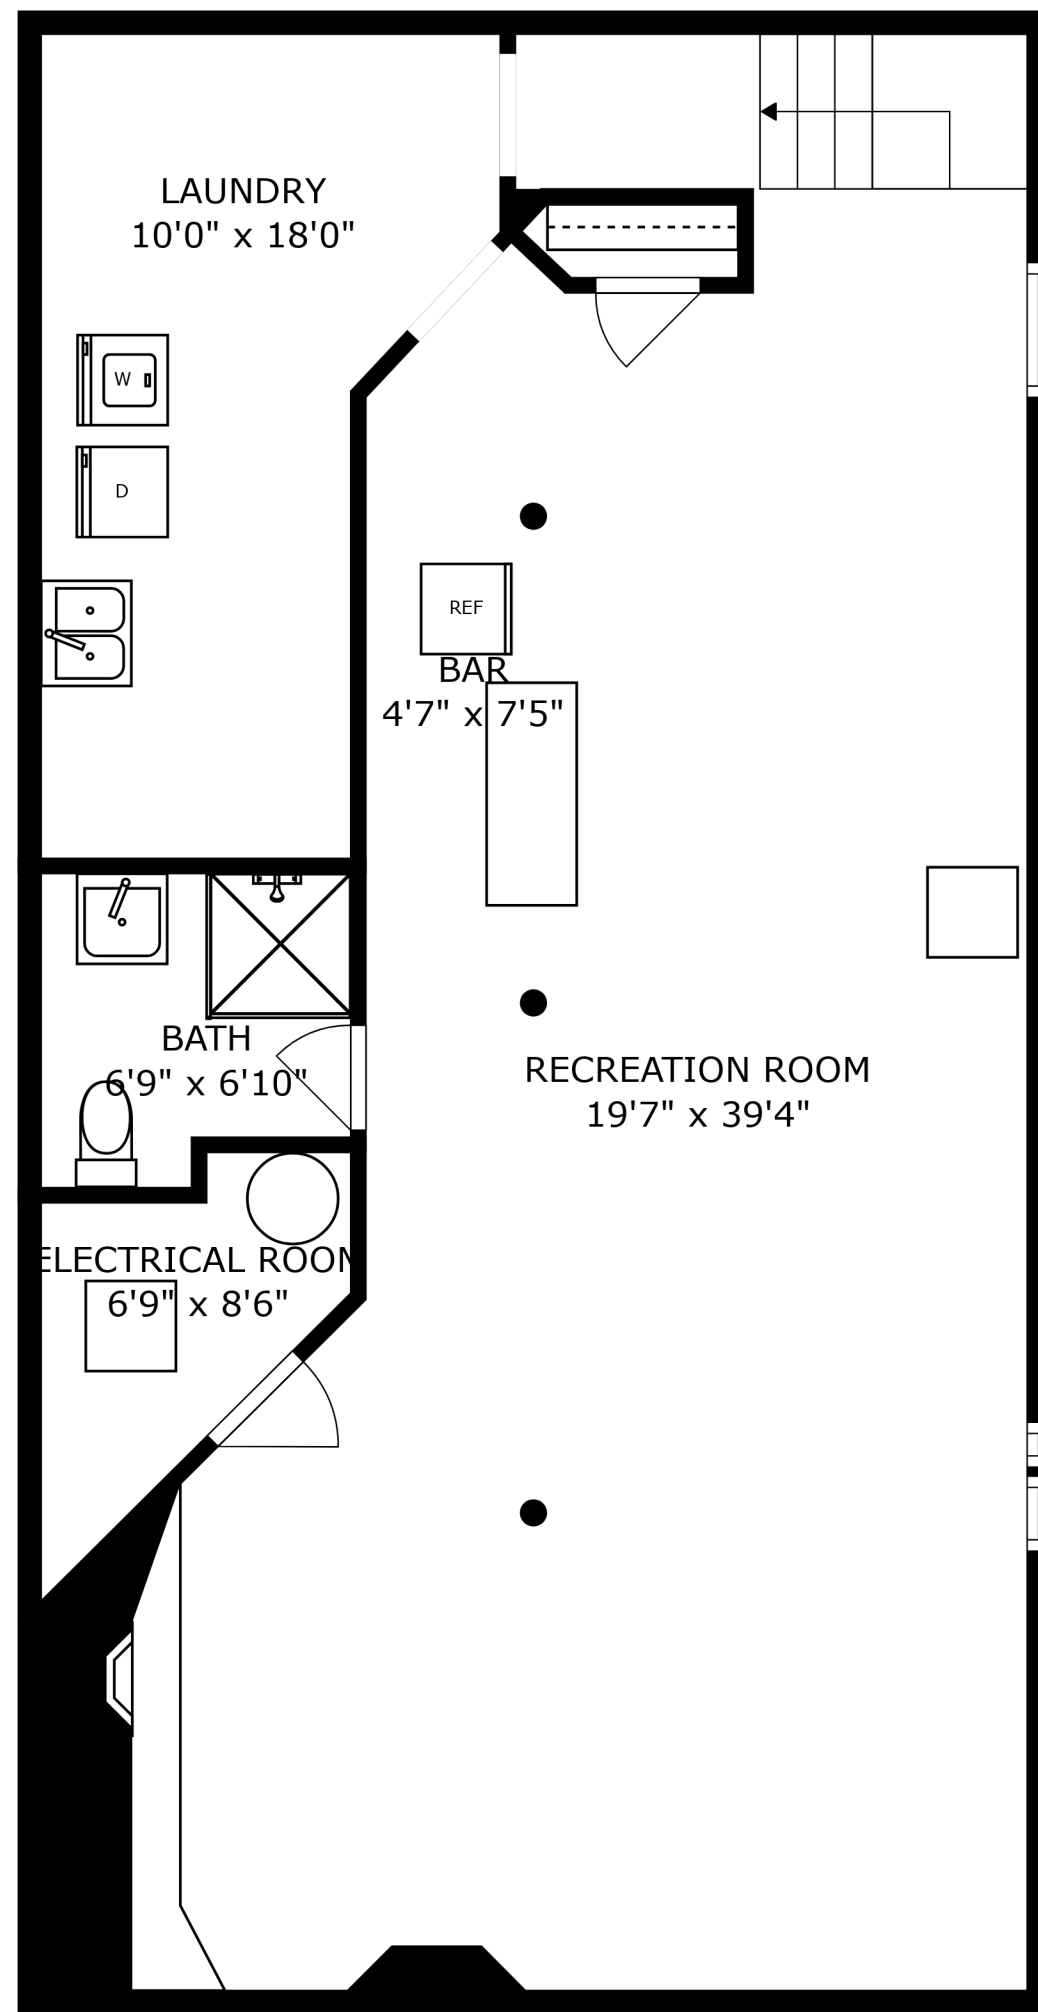 LAUNDRY
10'0" x 18'0"
W
D
REF
BAR
4'7" x 7'5"
BATH
6'9" x 6'10"
RECREATION ROOM
19'7" x 39'4"
ELECTRICAL ROOM
6'9" x 8'6"